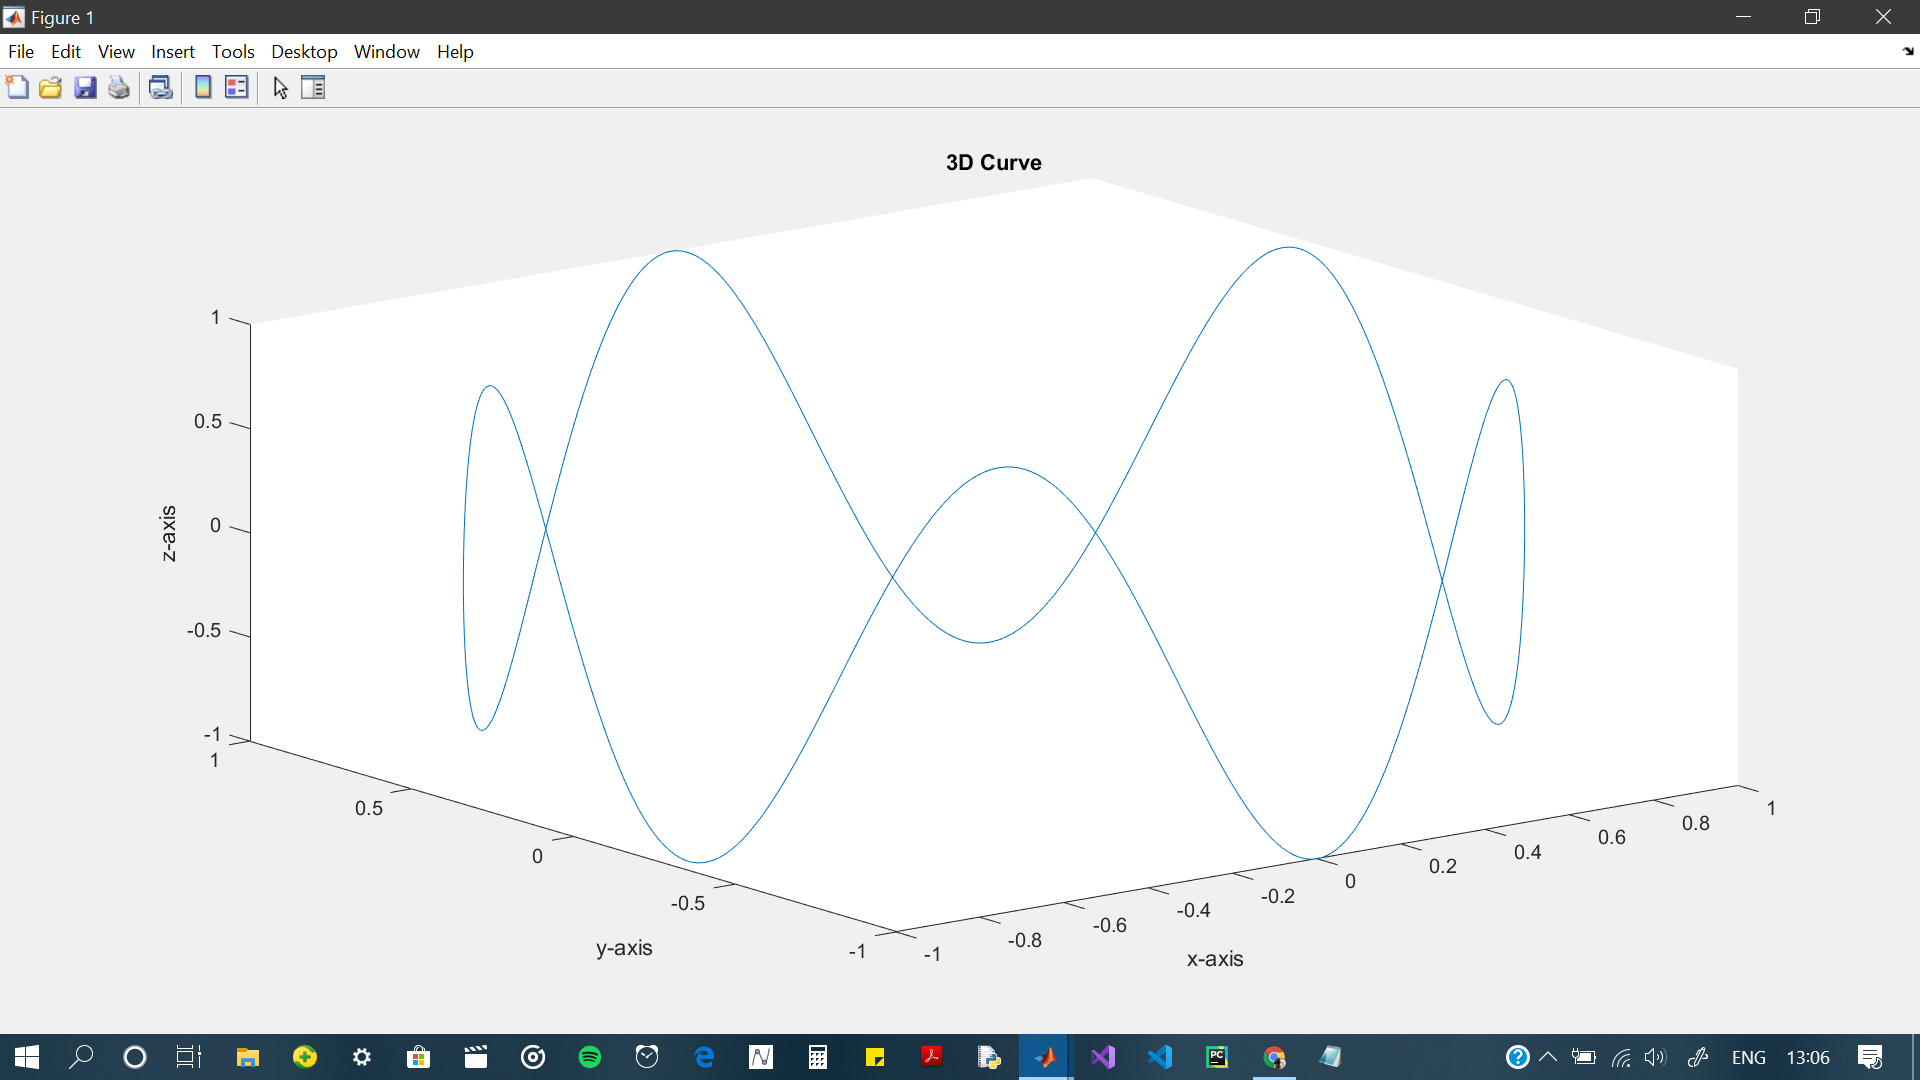 Figure 1
File Edit View Insert Tools Desktop Window Help
3D Curve
1
0.5
0
-0.5
-1
z-axis
1
0.5
0
-0.5
-1
y-axis
-1
-0.8
-0.6
-0.4
-0.2
0
0.2
0.4
0.6
0.8
1
x-axis
PC
ENG 13:06